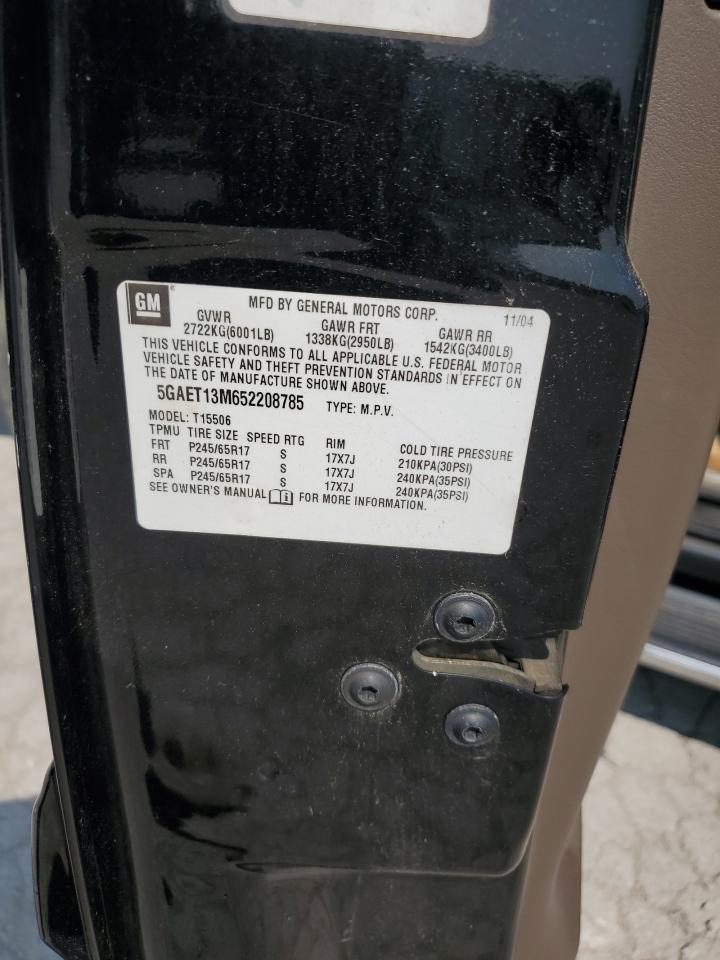 GM ® MFD BY GENERAL MOTORS CORP. 11/04
GVWR GAWR FRT GAWR RR
2722KG(6001LB) 1338KG(2950LB) 1542KG(3400LB)
THIS VEHICLE CONFORMS TO ALL APPLICABLE U.S. FEDERAL MOTOR
VEHICLE SAFETY AND THEFT PREVENTION STANDARDS IN EFFECT ON
THE DATE OF MANUFACTURE SHOWN ABOVE.
5GAET13M652208785 TYPE: M.P.V.
MODEL: T15506
TPMU TIRE SIZE SPEED RTG RIM COLD TIRE PRESSURE
FRT P245/65R17 S 17X7J 210KPA(30PSI)
RR P245/65R17 S 17X7J 240KPA(35PSI)
SPA P245/65R17 S 17X7J 240KPA(35PSI)
SEE OWNER'S MANUAL i FOR MORE INFORMATION.